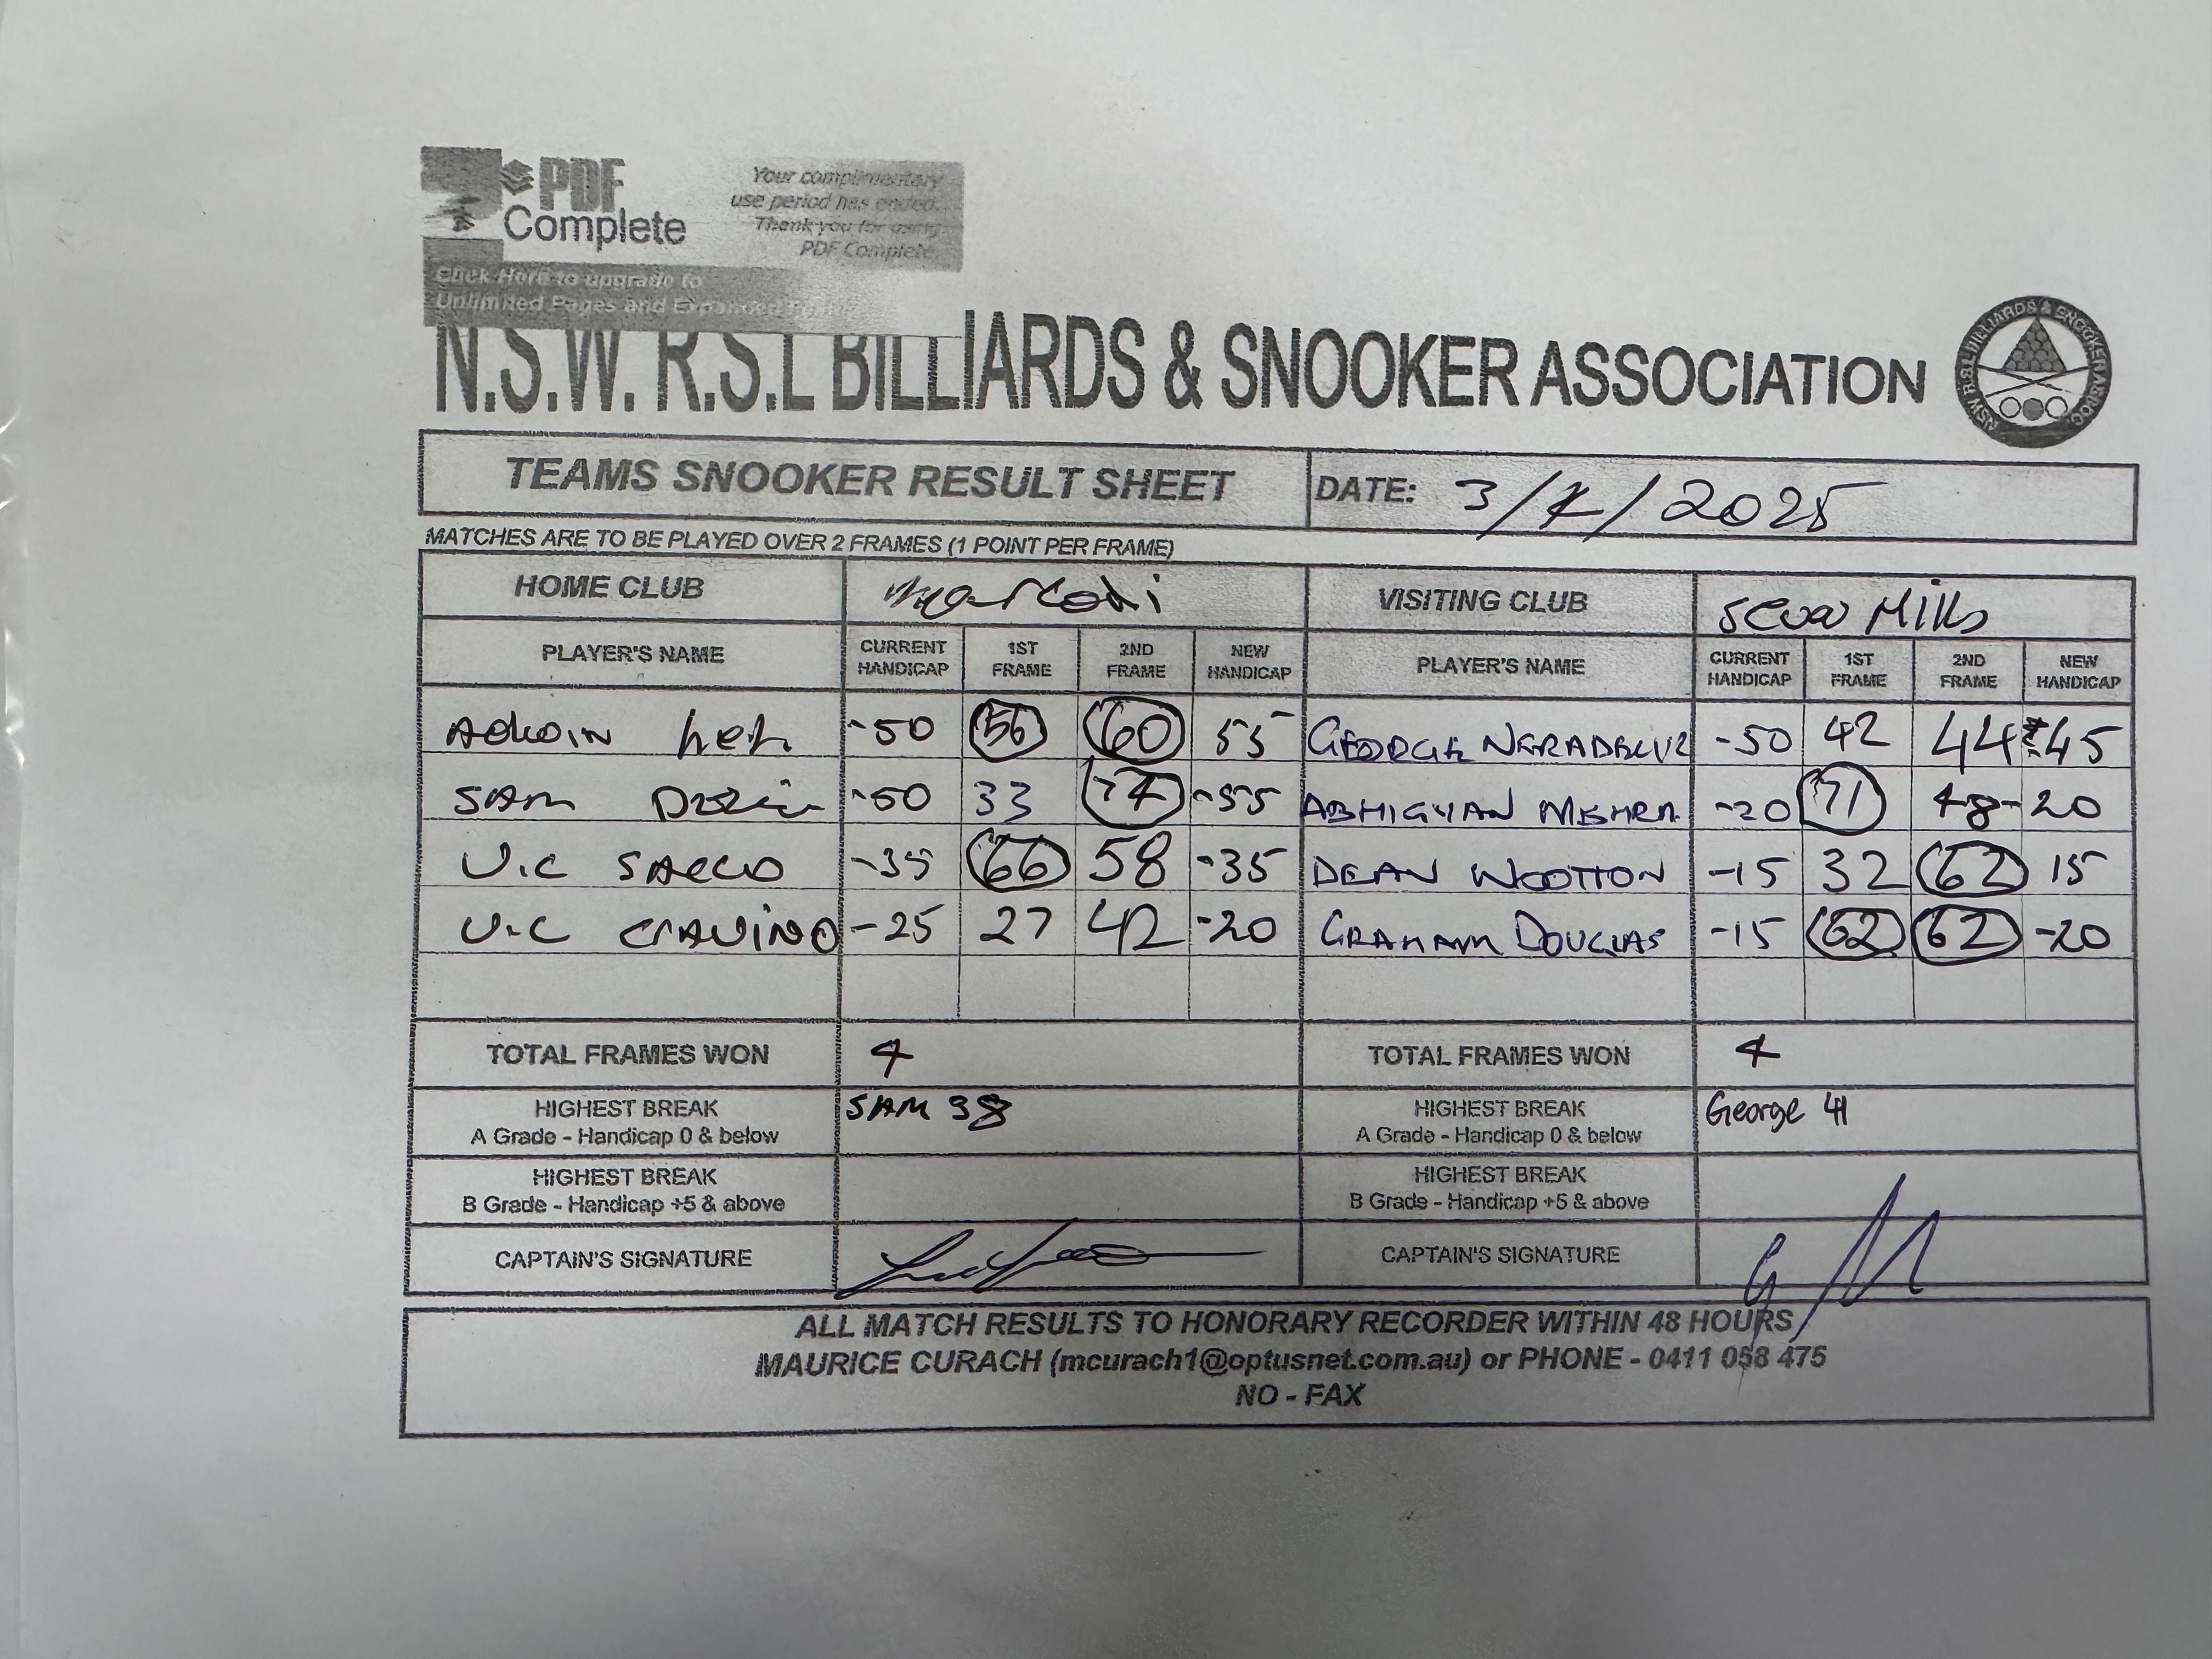 PDF Complete
Your complimentary
use period has ended.
Thank you for using
PDF Complete.
Click Here to upgrade to
Unlimited Pages and Expanded
N.S.W. R.S.L BILLIARDS & SNOOKER ASSOCIATION
TEAMS SNOOKER RESULT SHEET DATE: 3/4/2025
MATCHES ARE TO BE PLAYED OVER 2 FRAMES (1 POINT PER FRAME)
HOME CLUB Marconi VISITING CLUB Seven Mills
PLAYER'S NAME CURRENT HANDICAP 1ST FRAME 2ND FRAME NEW HANDICAP PLAYER'S NAME CURRENT HANDICAP 1ST FRAME 2ND FRAME NEW HANDICAP
-50 56 60 55 GEORGE -50 42 44 -45
SAM -50 33 74 -55 ABHIGYAN MEHRA -20 71 48 -20
VIC SACCO -35 66 58 -35 DEAN WOOTTON -15 32 62 15
VIC CRAVINO -25 27 42 -20 GRAHAM DOUGLAS -15 62 62 -20
TOTAL FRAMES WON 4 TOTAL FRAMES WON 4
HIGHEST BREAK A Grade - Handicap 0 & below SAM 38 HIGHEST BREAK A Grade - Handicap 0 & below George 41
HIGHEST BREAK B Grade - Handicap +5 & above HIGHEST BREAK B Grade - Handicap +5 & above
CAPTAIN'S SIGNATURE CAPTAIN'S SIGNATURE
ALL MATCH RESULTS TO HONORARY RECORDER WITHIN 48 HOURS
MAURICE CURACH (mcurach1@optusnet.com.au) or PHONE - 0411 058 475
NO - FAX